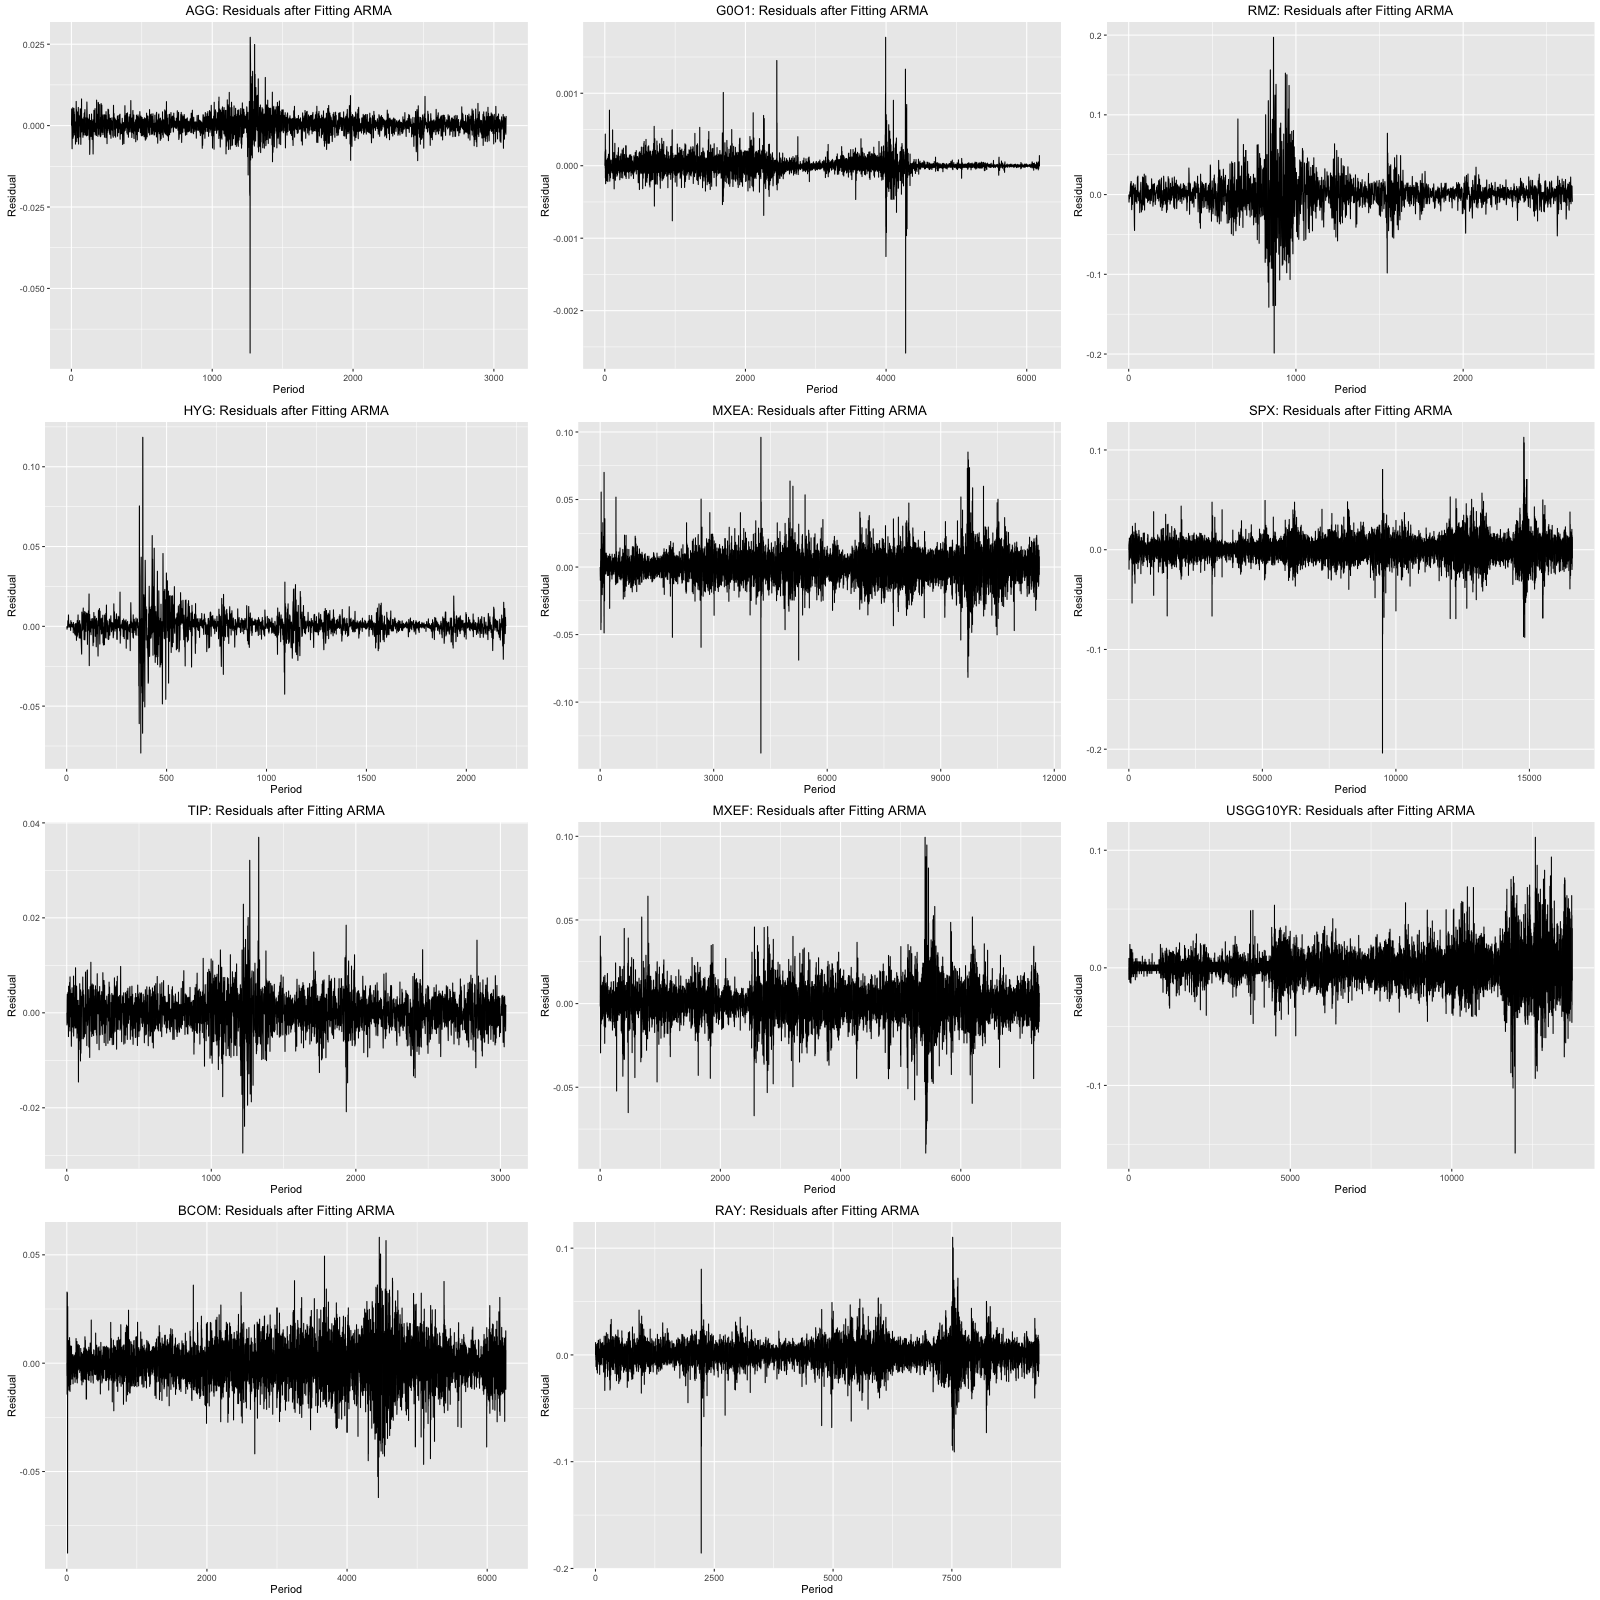 AGG: Residuals after Fitting ARMA
0.025
0.000
-0.025
-0.050
Residual
0 1000 2000 3000
Period
G0O1: Residuals after Fitting ARMA
0.001
0.000
-0.001
-0.002
Residual
0 2000 4000 6000
Period
RMZ: Residuals after Fitting ARMA
0.2
0.1
0.0
-0.1
-0.2
Residual
0 1000 2000
Period
HYG: Residuals after Fitting ARMA
0.10
0.05
0.00
-0.05
Residual
0 500 1000 1500 2000
Period
MXEA: Residuals after Fitting ARMA
0.10
0.05
0.00
-0.05
-0.10
Residual
0 3000 6000 9000 12000
Period
SPX: Residuals after Fitting ARMA
0.1
0.0
-0.1
-0.2
Residual
0 5000 10000 15000
Period
TIP: Residuals after Fitting ARMA
0.04
0.02
0.00
-0.02
Residual
0 1000 2000 3000
Period
MXEF: Residuals after Fitting ARMA
0.10
0.05
0.00
-0.05
Residual
0 2000 4000 6000
Period
USGG10YR: Residuals after Fitting ARMA
0.1
0.0
-0.1
Residual
0 5000 10000
Period
BCOM: Residuals after Fitting ARMA
0.05
0.00
-0.05
Residual
0 2000 4000 6000
Period
RAY: Residuals after Fitting ARMA
0.1
0.0
-0.1
-0.2
Residual
0 2500 5000 7500
Period